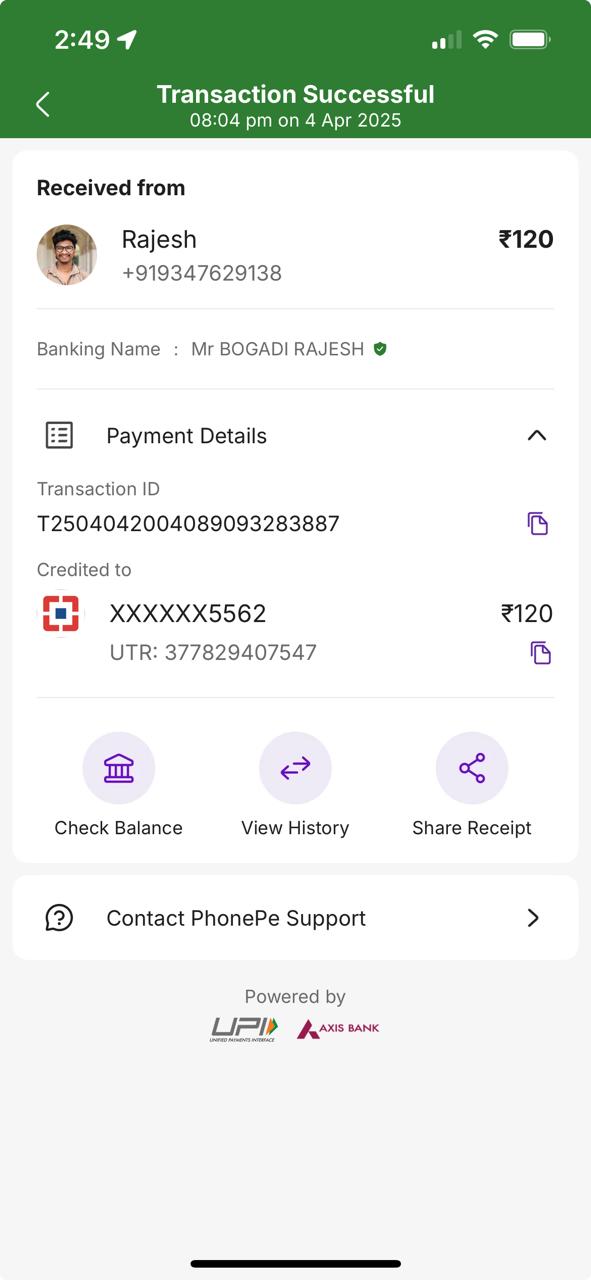 2:49
Transaction Successful
08:04 pm on 4 Apr 2025
Received from
Rajesh ₹120
+919347629138
Banking Name : Mr BOGADI RAJESH
Payment Details
Transaction ID
T2504042004089093283887
Credited to
XXXXXX5562 ₹120
UTR: 377829407547
Check Balance View History Share Receipt
Contact PhonePe Support
Powered by
UPI AXIS BANK
UNIFIED PAYMENTS INTERFACE